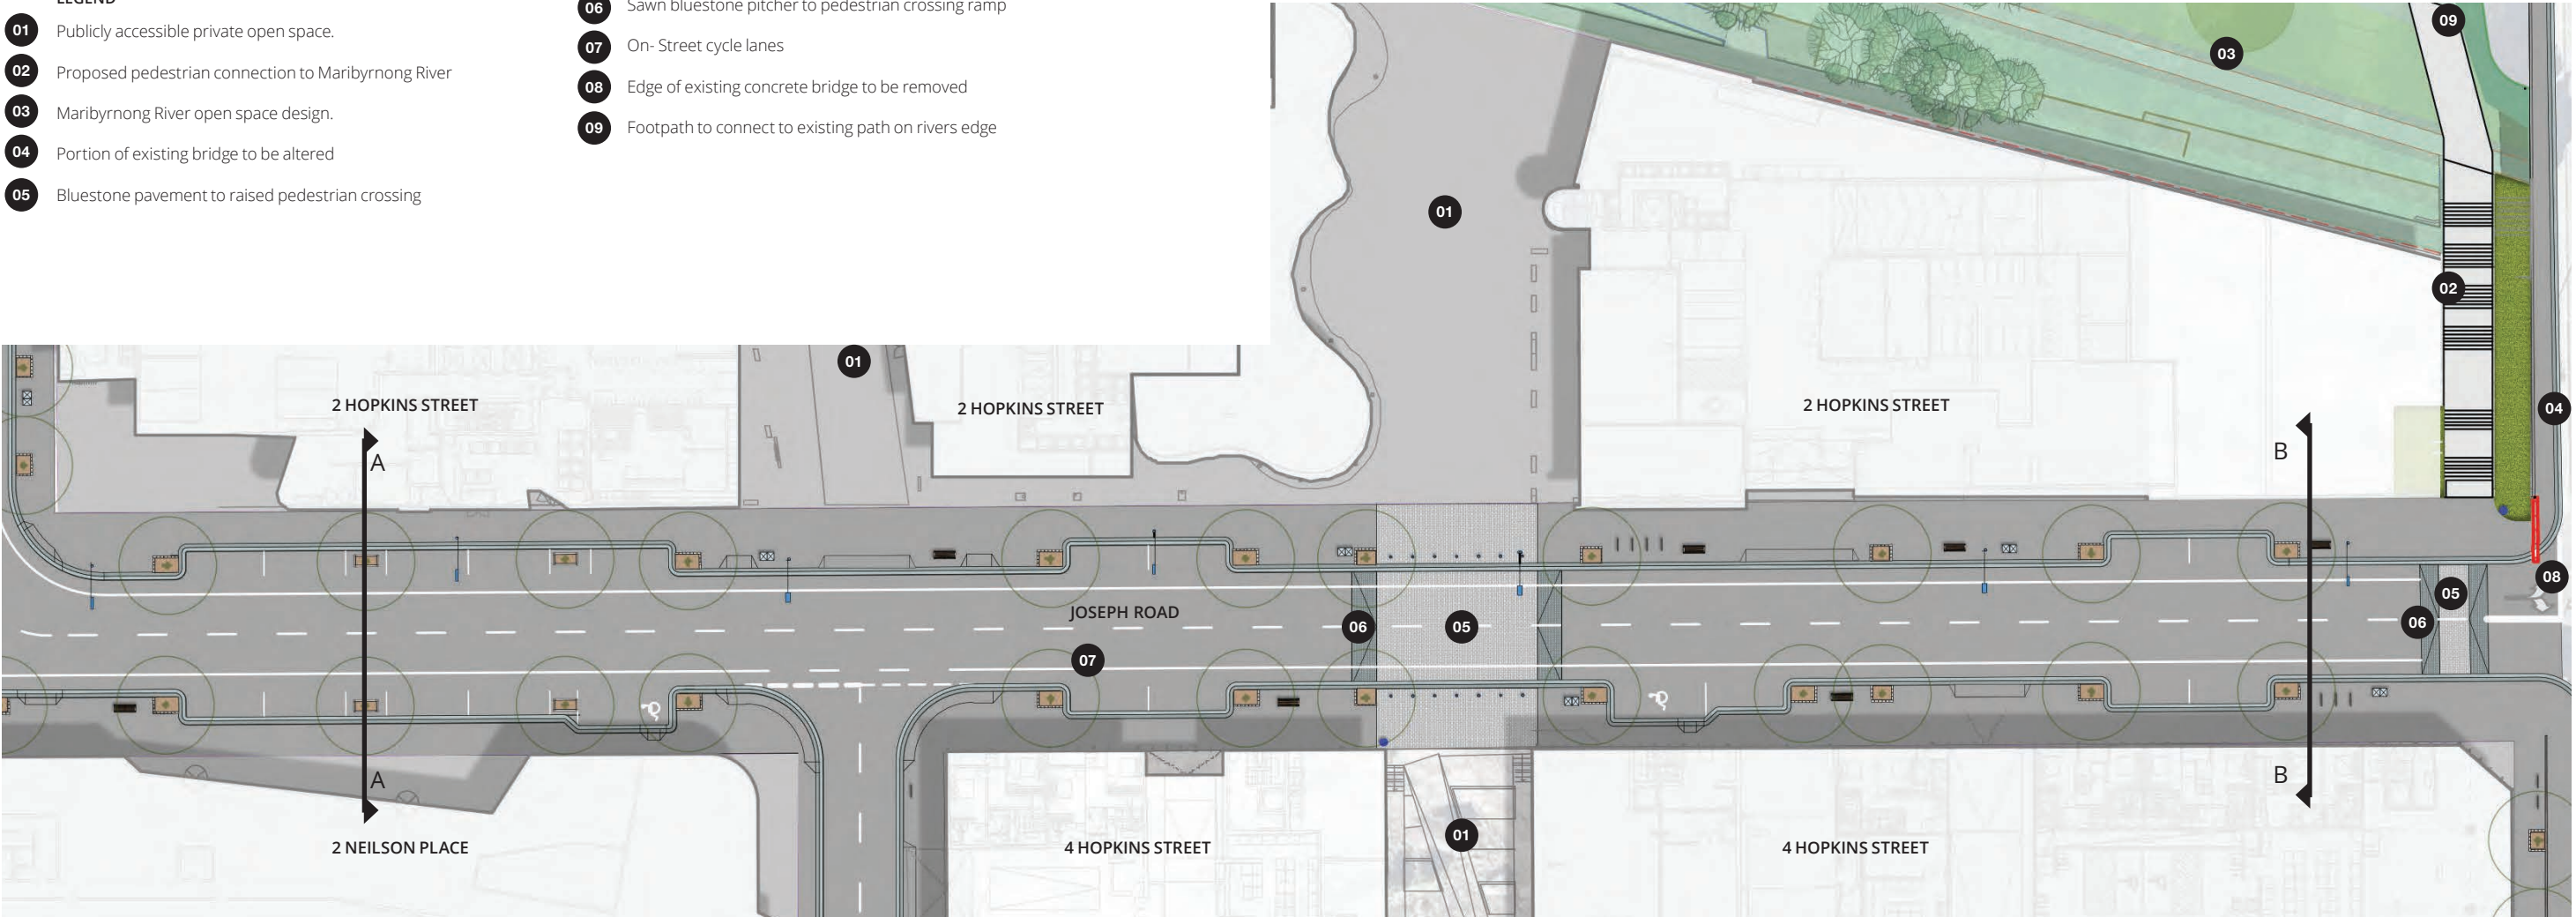 LEGEND
01 Publicly accessible private open space.
02 Proposed pedestrian connection to Maribyrnong River
03 Maribyrnong River open space design.
04 Portion of existing bridge to be altered
05 Bluestone pavement to raised pedestrian crossing
06 Sawn bluestone pitcher to pedestrian crossing ramp
07 On- Street cycle lanes
08 Edge of existing concrete bridge to be removed
09 Footpath to connect to existing path on rivers edge
09
03
01
02
01
2 HOPKINS STREET
2 HOPKINS STREET
2 HOPKINS STREET
04
A
B
08
05
JOSEPH ROAD
06
05
06
07
A
B
01
2 NEILSON PLACE
4 HOPKINS STREET
4 HOPKINS STREET